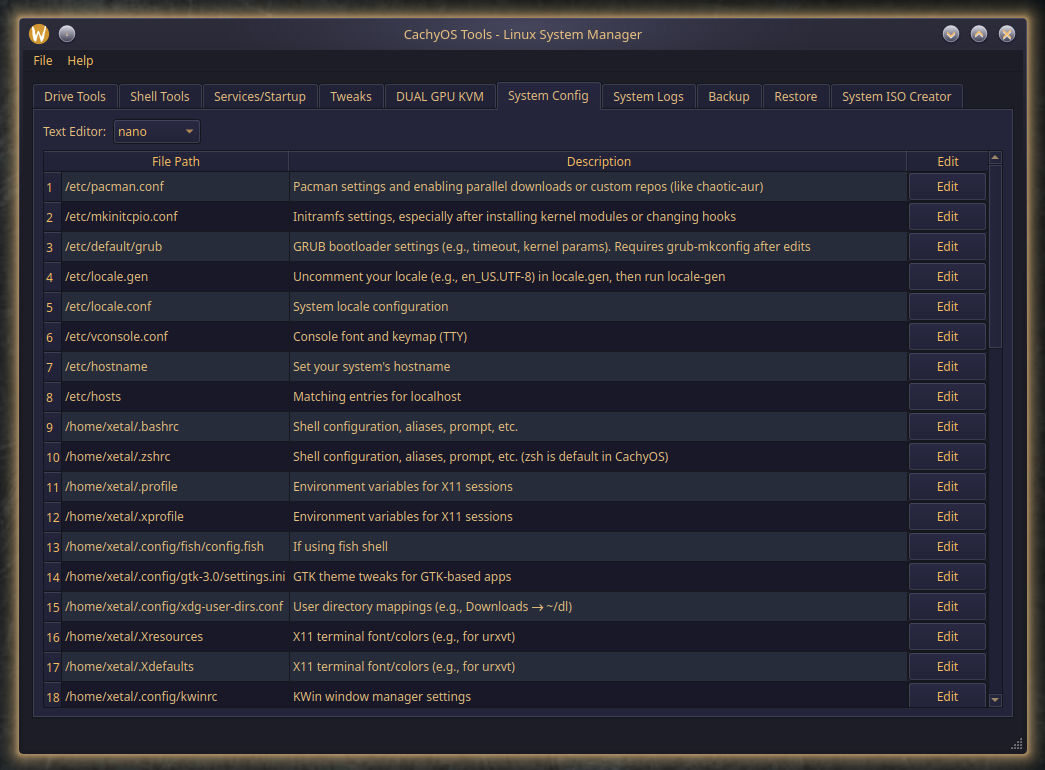 W
CachyOS Tools - Linux System Manager
File Help
Drive Tools Shell Tools Services/Startup Tweaks DUAL GPU KVM System Config System Logs Backup Restore System ISO Creator
Text Editor: nano
File Path Description Edit
1 /etc/pacman.conf Pacman settings and enabling parallel downloads or custom repos (like chaotic-aur) Edit
2 /etc/mkinitcpio.conf Initramfs settings, especially after installing kernel modules or changing hooks Edit
3 /etc/default/grub GRUB bootloader settings (e.g., timeout, kernel params). Requires grub-mkconfig after edits Edit
4 /etc/locale.gen Uncomment your locale (e.g., en_US.UTF-8) in locale.gen, then run locale-gen Edit
5 /etc/locale.conf System locale configuration Edit
6 /etc/vconsole.conf Console font and keymap (TTY) Edit
7 /etc/hostname Set your system's hostname Edit
8 /etc/hosts Matching entries for localhost Edit
9 /home/xetal/.bashrc Shell configuration, aliases, prompt, etc. Edit
10 /home/xetal/.zshrc Shell configuration, aliases, prompt, etc. (zsh is default in CachyOS) Edit
11 /home/xetal/.profile Environment variables for X11 sessions Edit
12 /home/xetal/.xprofile Environment variables for X11 sessions Edit
13 /home/xetal/.config/fish/config.fish If using fish shell Edit
14 /home/xetal/.config/gtk-3.0/settings.ini GTK theme tweaks for GTK-based apps Edit
15 /home/xetal/.config/xdg-user-dirs.conf User directory mappings (e.g., Downloads → ~/dl) Edit
16 /home/xetal/.Xresources X11 terminal font/colors (e.g., for urxvt) Edit
17 /home/xetal/.Xdefaults X11 terminal font/colors (e.g., for urxvt) Edit
18 /home/xetal/.config/kwinrc KWin window manager settings Edit